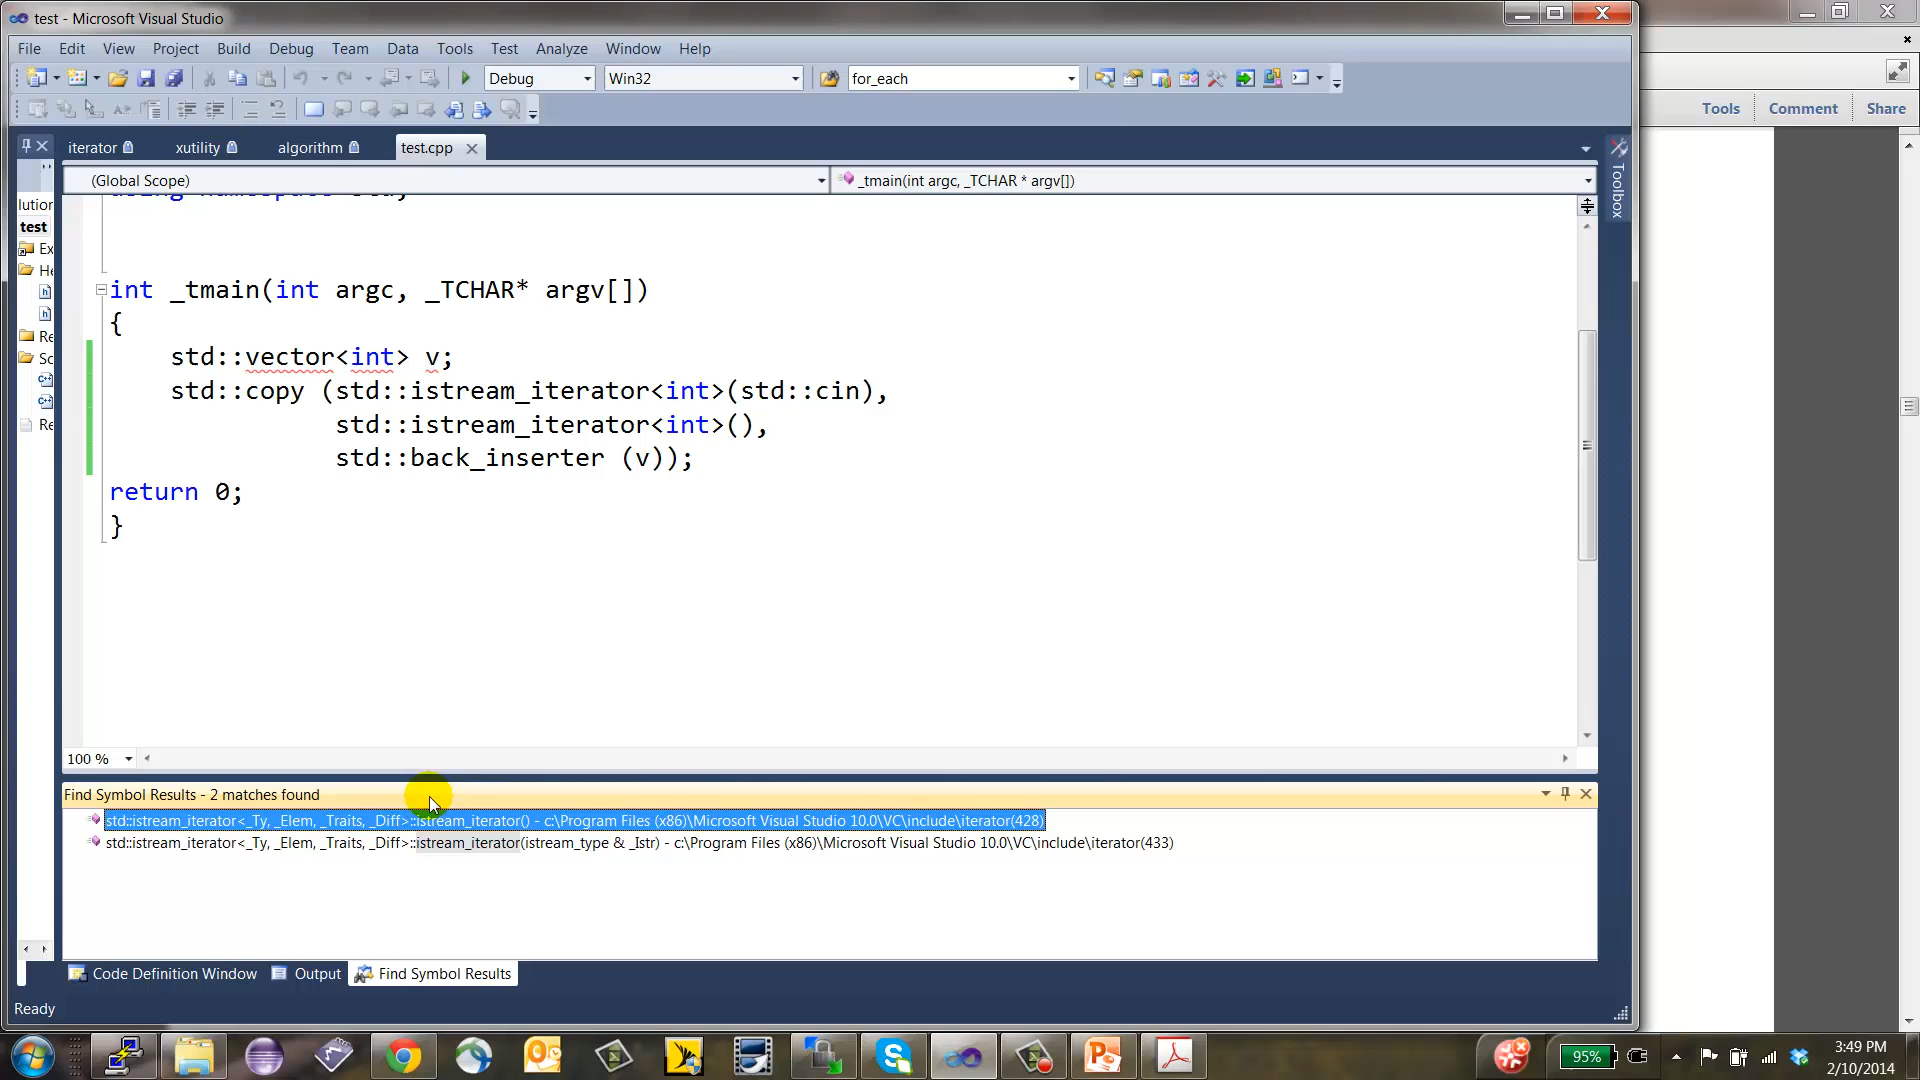 test - Microsoft Visual Studio
File Edit View Project Build Debug Team Data Tools Test Analyze Window Help
Debug Win32 for_each
Tools Comment Share
iterator xutility algorithm test.cpp
Toolbox
(Global Scope) _tmain(int argc, _TCHAR * argv[])
lution
test
Ex
He
Re
Sc
Re
int _tmain(int argc, _TCHAR* argv[])
{
std::vector<int> v;
std::copy (std::istream_iterator<int>(std::cin),
std::istream_iterator<int>(),
std::back_inserter (v));
return 0;
}
100 %
Find Symbol Results - 2 matches found
std::istream_iterator<_Ty, _Elem, _Traits, _Diff>::istream_iterator() - c:\Program Files (x86)\Microsoft Visual Studio 10.0\VC\include\iterator(428)
std::istream_iterator<_Ty, _Elem, _Traits, _Diff>::istream_iterator(istream_type & _Istr) - c:\Program Files (x86)\Microsoft Visual Studio 10.0\VC\include\iterator(433)
Code Definition Window Output Find Symbol Results
Ready
95%
3:49 PM
2/10/2014